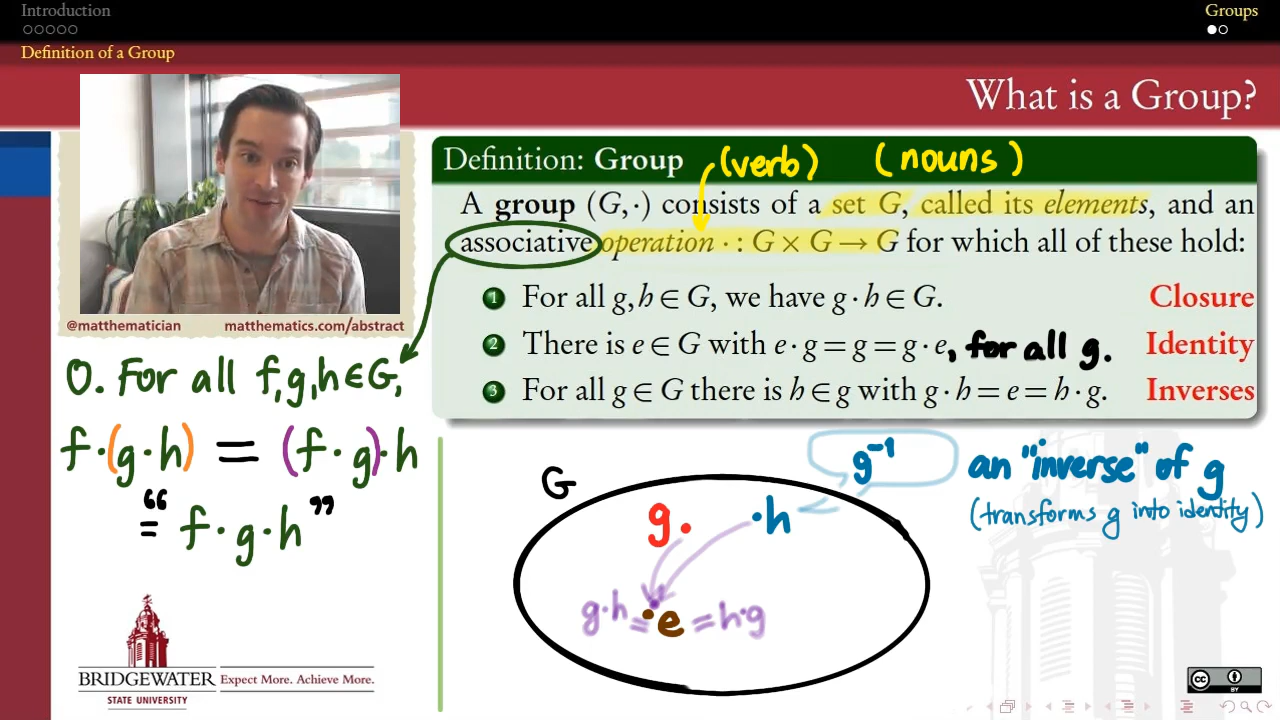 Introduction
Groups
Definition of a Group
What is a Group?
Definition: Group
(verb) (nouns)
A group (G,·) consists of a set G, called its elements, and an
associative operation · : G × G → G for which all of these hold:
1 For all g, h ∈ G, we have g · h ∈ G. Closure
2 There is e ∈ G with e · g = g = g · e, for all g. Identity
3 For all g ∈ G there is h ∈ g with g · h = e = h · g. Inverses
@matthematician matthematics.com/abstract
0. For all f,g,h∈G,
f·(g·h) = (f·g)·h
"=" f·g·h"
G
g.
·h
g⁻¹
an "inverse" of g
(transforms g into identity)
g·h = ·e = h·g
BRIDGEWATER
STATE UNIVERSITY
Expect More. Achieve More.
CC BY